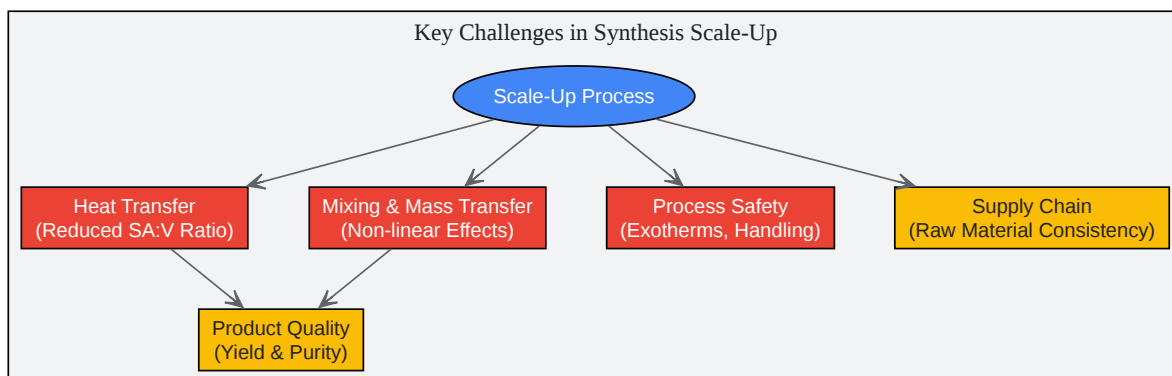 Key Challenges in Synthesis Scale-Up
Scale-Up Process
Heat Transfer
(Reduced SA:V Ratio)
Mixing & Mass Transfer
(Non-linear Effects)
Process Safety
(Exotherms, Handling)
Supply Chain
(Raw Material Consistency)
Product Quality
(Yield & Purity)